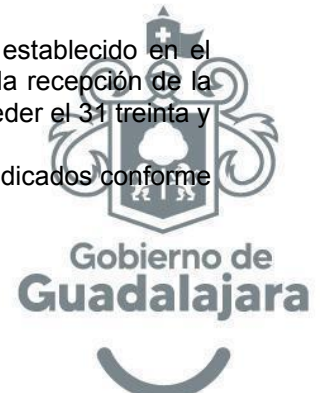 establecido en el
la recepción de la
eder el 31 treinta y
dicados conforme
Gobierno de
Guadalajara